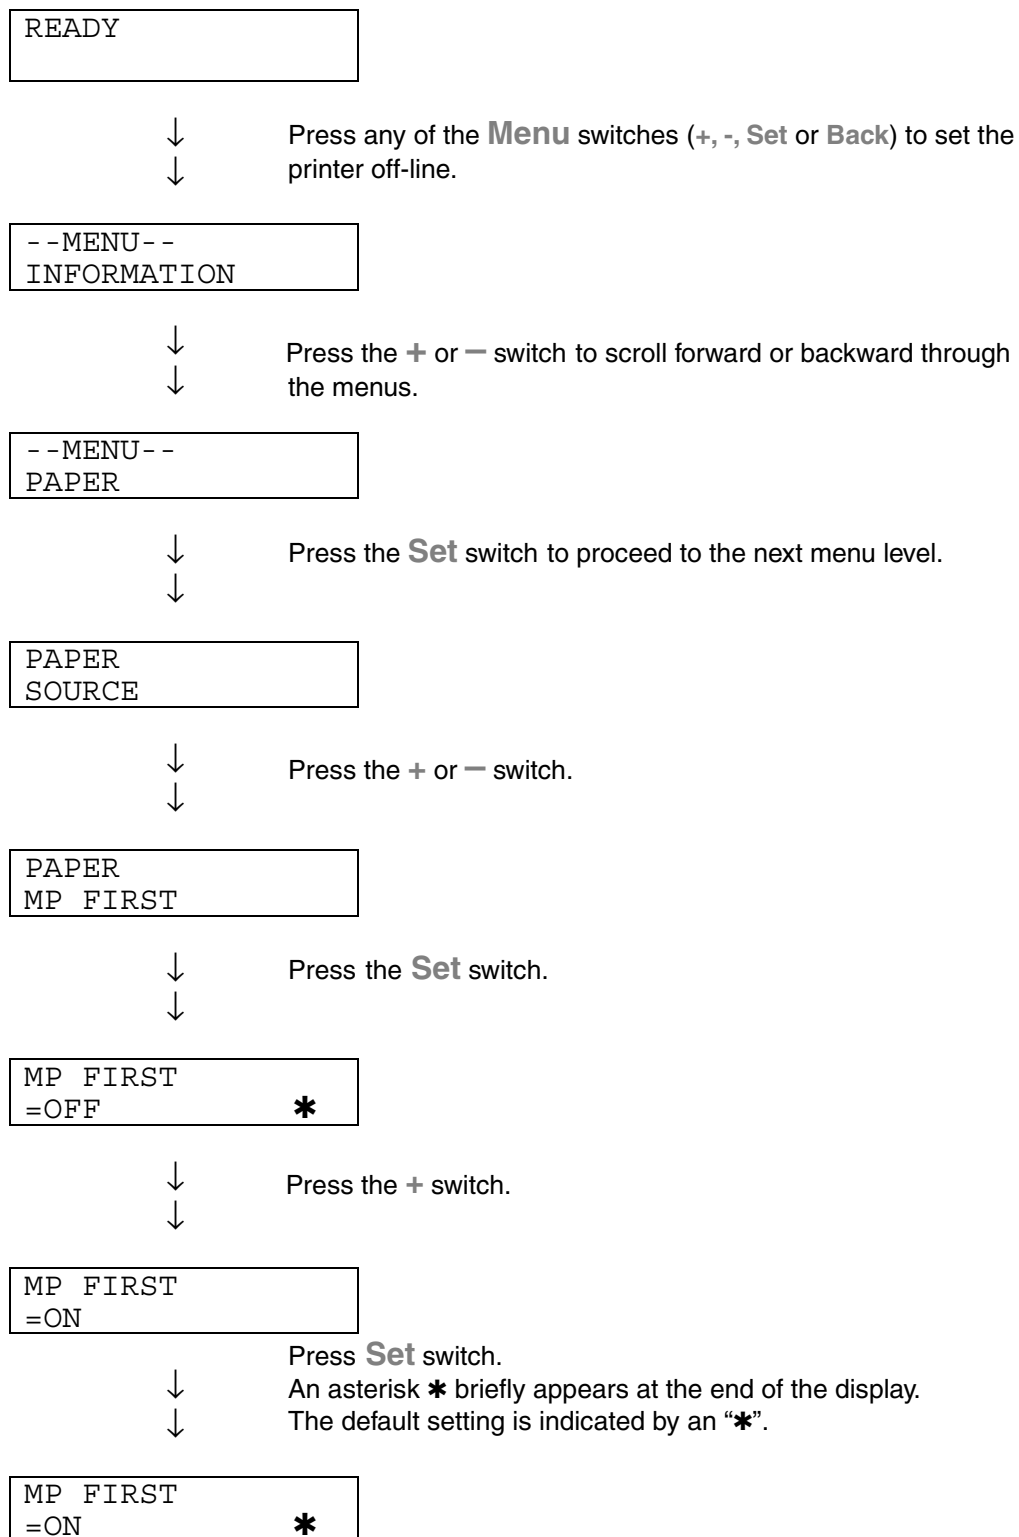 READY
↓ Press any of the Menu switches (+, -, Set or Back) to set the
↓ printer off-line.
--MENU--
INFORMATION
↓ Press the + or — switch to scroll forward or backward through
↓ the menus.
--MENU--
PAPER
↓ Press the Set switch to proceed to the next menu level.
↓
PAPER
SOURCE
↓ Press the + or — switch.
↓
PAPER
MP FIRST
↓ Press the Set switch.
↓
MP FIRST
=OFF ✱
↓ Press the + switch.
↓
MP FIRST
=ON
Press Set switch.
↓ An asterisk ✱ briefly appears at the end of the display.
↓ The default setting is indicated by an “✱”.
MP FIRST
=ON ✱